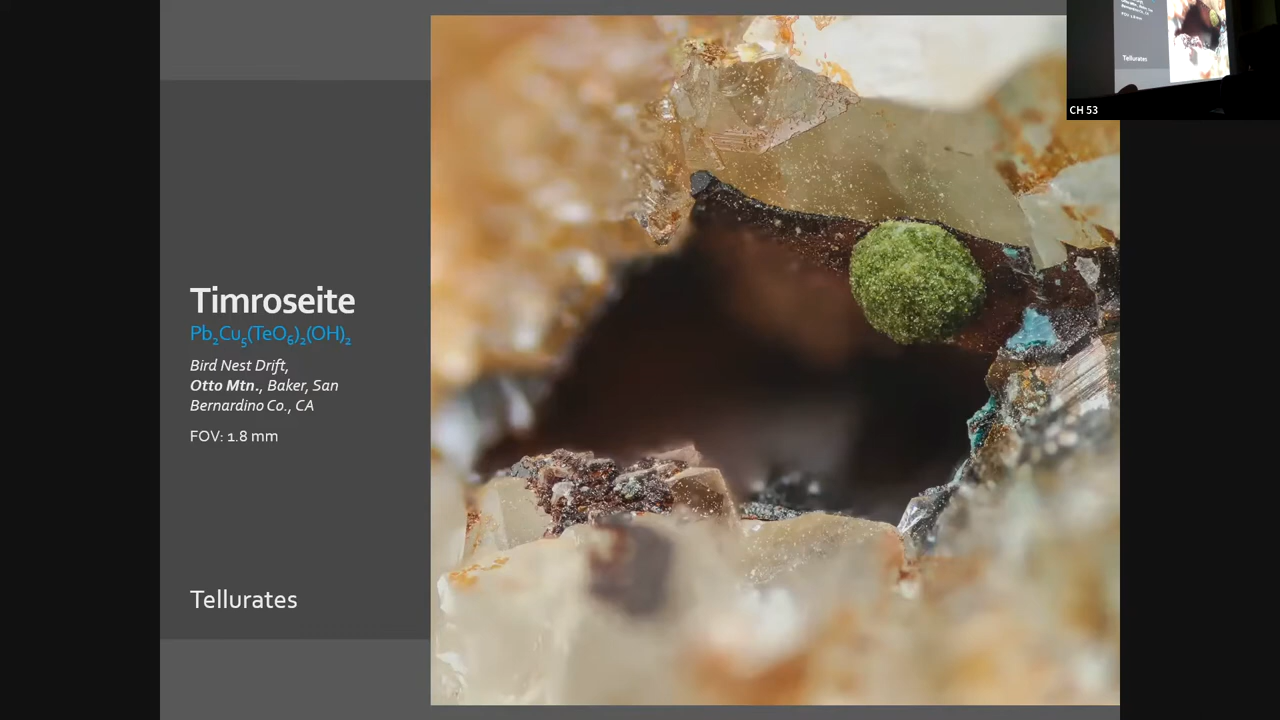 Timroseite
Pb₂Cu₅(TeO₆)₂(OH)₂
Bird Nest Drift,
Otto Mtn., Baker, San
Bernardino Co., CA
FOV: 1.8 mm
Tellurates
Tellurates
CH 53